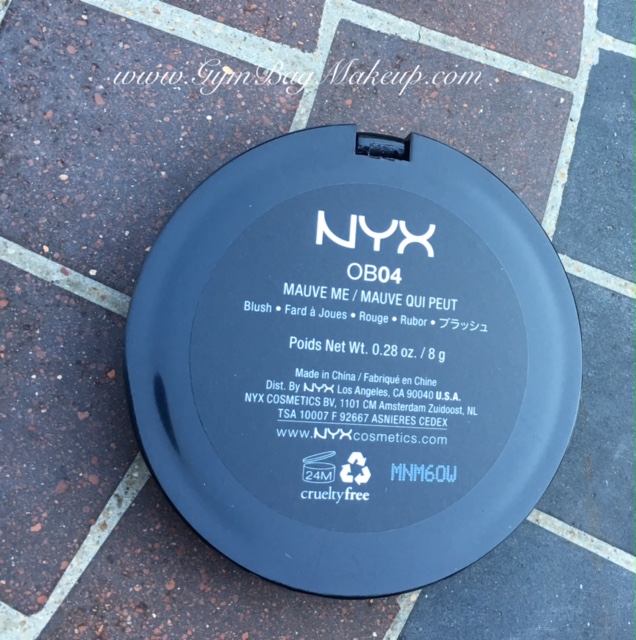 www.GymBagMakeup.com
NYX
OB04
MAUVE ME / MAUVE QUI PEUT
Blush • Fard à Joues • Rouge • Rubor • ブラッシュ
Poids Net Wt. 0.28 oz. / 8 g
Made in China / Fabriqué en Chine
Dist. By NYX Los Angeles, CA 90040 U.S.A.
NYX COSMETICS BV, 1101 CM Amsterdam Zuidoost, NL
TSA 10007 F 92667 ASNIERES CEDEX
www.NYXcosmetics.com
24M
MNM60W
crueltyfree